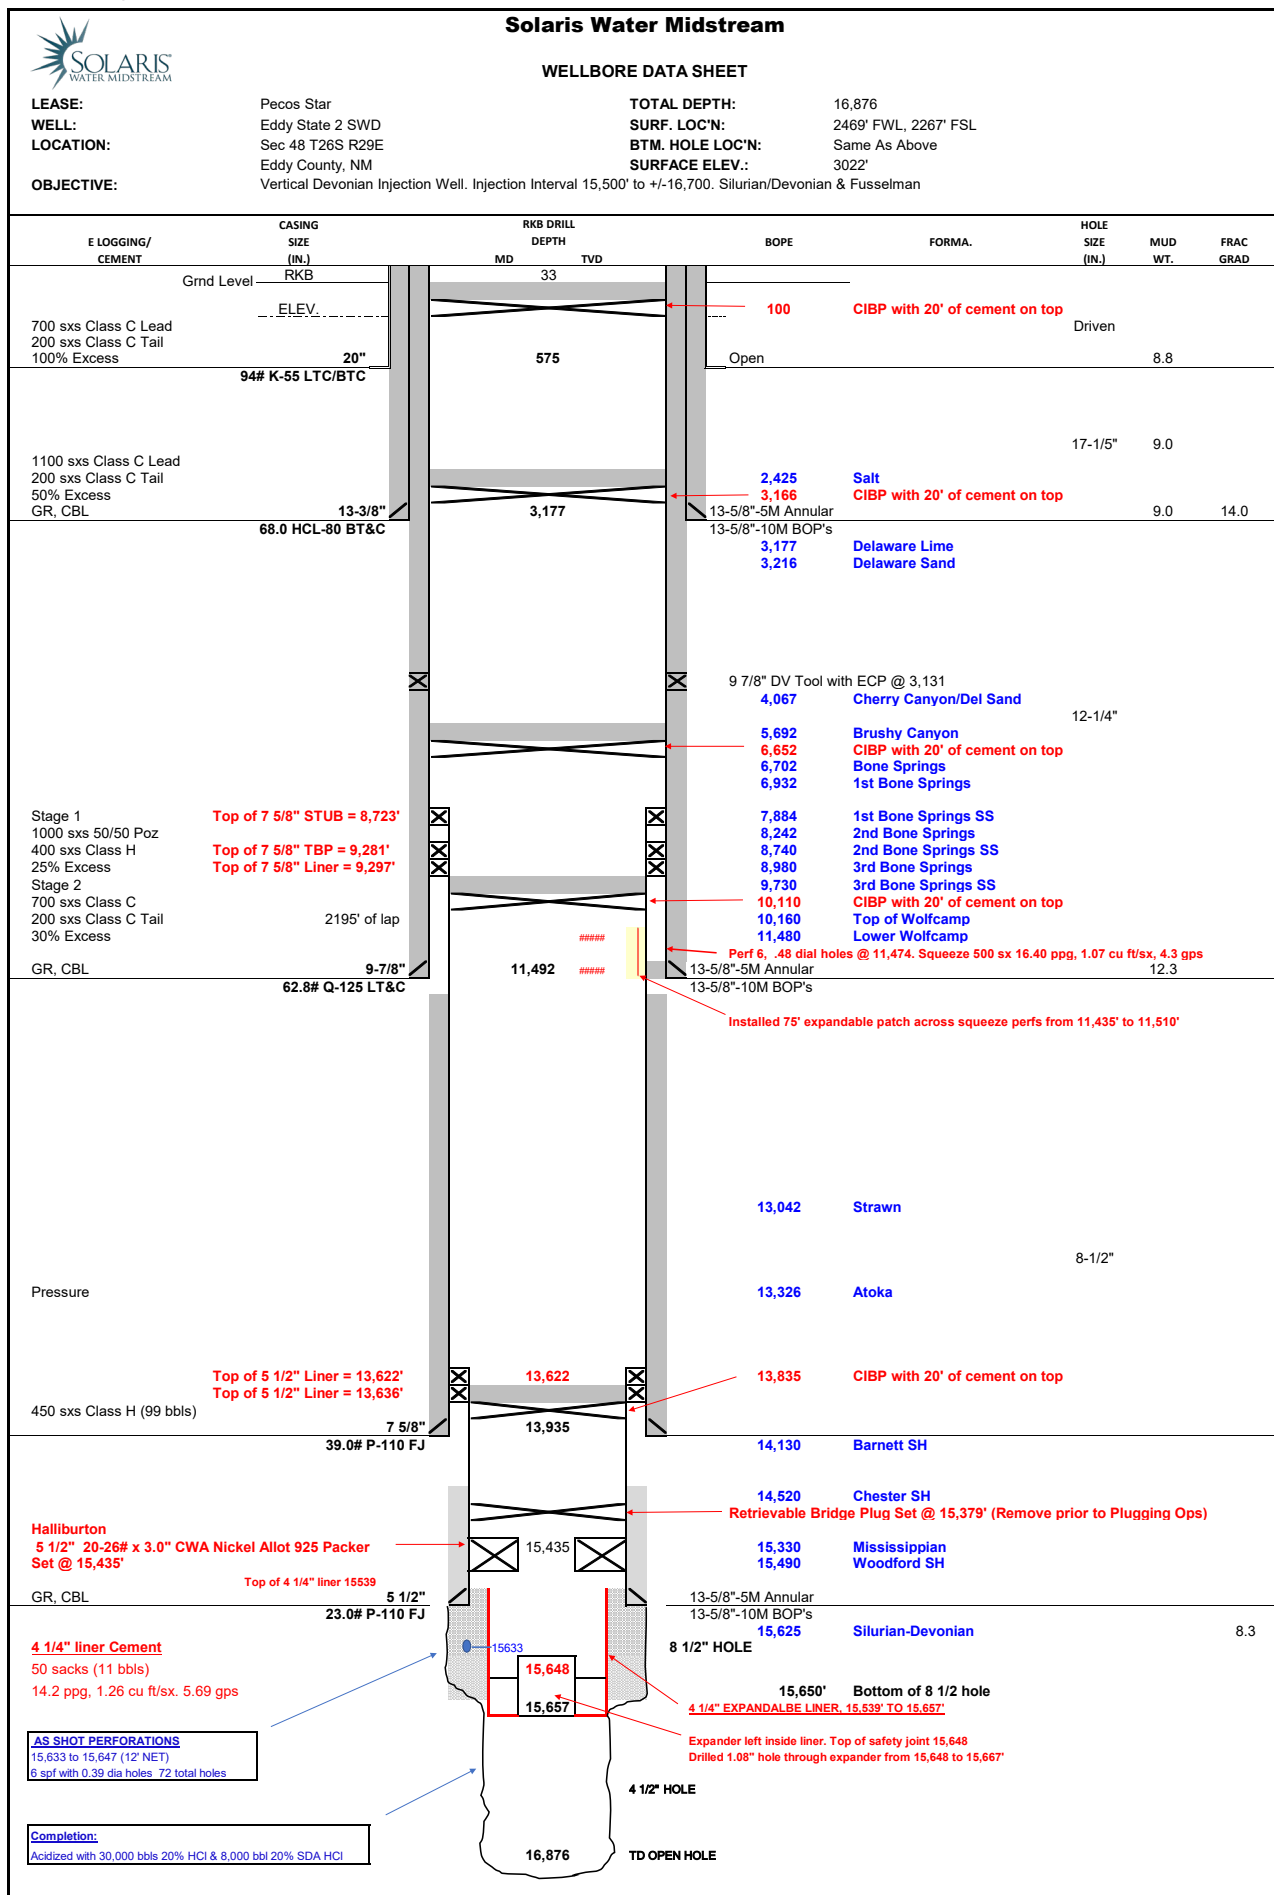 Solaris Water Midstream
SOLARIS
WATER MIDSTREAM
WELLBORE DATA SHEET
LEASE: Pecos Star TOTAL DEPTH: 16,876
WELL: Eddy State 2 SWD SURF. LOC'N: 2469' FWL, 2267' FSL
LOCATION: Sec 48 T26S R29E BTM. HOLE LOC'N: Same As Above
Eddy County, NM SURFACE ELEV.: 3022'
OBJECTIVE: Vertical Devonian Injection Well. Injection Interval 15,500' to +/-16,700. Silurian/Devonian & Fusselman
CASING RKB DRILL HOLE
E LOGGING/ SIZE DEPTH BOPE FORMA. SIZE MUD FRAC
CEMENT (IN.) MD TVD (IN.) WT. GRAD
Grnd Level RKB 33
ELEV. 100 CIBP with 20' of cement on top
700 sxs Class C Lead Driven
200 sxs Class C Tail
100% Excess 20" 575 Open 8.8
94# K-55 LTC/BTC
17-1/5" 9.0
1100 sxs Class C Lead
200 sxs Class C Tail 2,425 Salt
50% Excess 3,166 CIBP with 20' of cement on top
GR, CBL 13-3/8" 3,177 13-5/8"-5M Annular 9.0 14.0
68.0 HCL-80 BT&C 13-5/8"-10M BOP's
3,177 Delaware Lime
3,216 Delaware Sand
9 7/8" DV Tool with ECP @ 3,131
4,067 Cherry Canyon/Del Sand
12-1/4"
5,692 Brushy Canyon
6,652 CIBP with 20' of cement on top
6,702 Bone Springs
6,932 1st Bone Springs
Stage 1 Top of 7 5/8" STUB = 8,723' 7,884 1st Bone Springs SS
1000 sxs 50/50 Poz 8,242 2nd Bone Springs
400 sxs Class H Top of 7 5/8" TBP = 9,281' 8,740 2nd Bone Springs SS
25% Excess Top of 7 5/8" Liner = 9,297' 8,980 3rd Bone Springs
Stage 2 9,730 3rd Bone Springs SS
700 sxs Class C 10,110 CIBP with 20' of cement on top
200 sxs Class C Tail 2195' of lap 10,160 Top of Wolfcamp
30% Excess ##### 11,480 Lower Wolfcamp
Perf 6, .48 dial holes @ 11,474. Squeeze 500 sx 16.40 ppg, 1.07 cu ft/sx, 4.3 gps
GR, CBL 9-7/8" 11,492 ##### 13-5/8"-5M Annular 12.3
62.8# Q-125 LT&C 13-5/8"-10M BOP's
Installed 75' expandable patch across squeeze perfs from 11,435' to 11,510'
13,042 Strawn
8-1/2"
Pressure 13,326 Atoka
Top of 5 1/2" Liner = 13,622' 13,622 13,835 CIBP with 20' of cement on top
Top of 5 1/2" Liner = 13,636'
450 sxs Class H (99 bbls)
7 5/8" 13,935
39.0# P-110 FJ 14,130 Barnett SH
14,520 Chester SH
Retrievable Bridge Plug Set @ 15,379' (Remove prior to Plugging Ops)
Halliburton
5 1/2" 20-26# x 3.0" CWA Nickel Allot 925 Packer 15,435 15,330 Mississippian
Set @ 15,435' 15,490 Woodford SH
Top of 4 1/4" liner 15539
GR, CBL 5 1/2" 13-5/8"-5M Annular
23.0# P-110 FJ 13-5/8"-10M BOP's
15,625 Silurian-Devonian 8.3
4 1/4" liner Cement 15633 8 1/2" HOLE
50 sacks (11 bbls) 15,648
14.2 ppg, 1.26 cu ft/sx. 5.69 gps 15,650' Bottom of 8 1/2 hole
15,657 4 1/4" EXPANDALBE LINER, 15,539' TO 15,657'
AS SHOT PERFORATIONS Expander left inside liner. Top of safety joint 15,648
15,633 to 15,647 (12' NET) Drilled 1.08" hole through expander from 15,648 to 15,667'
6 spf with 0.39 dia holes 72 total holes
4 1/2" HOLE
Completion:
Acidized with 30,000 bbls 20% HCl & 8,000 bbl 20% SDA HCl 16,876 TD OPEN HOLE